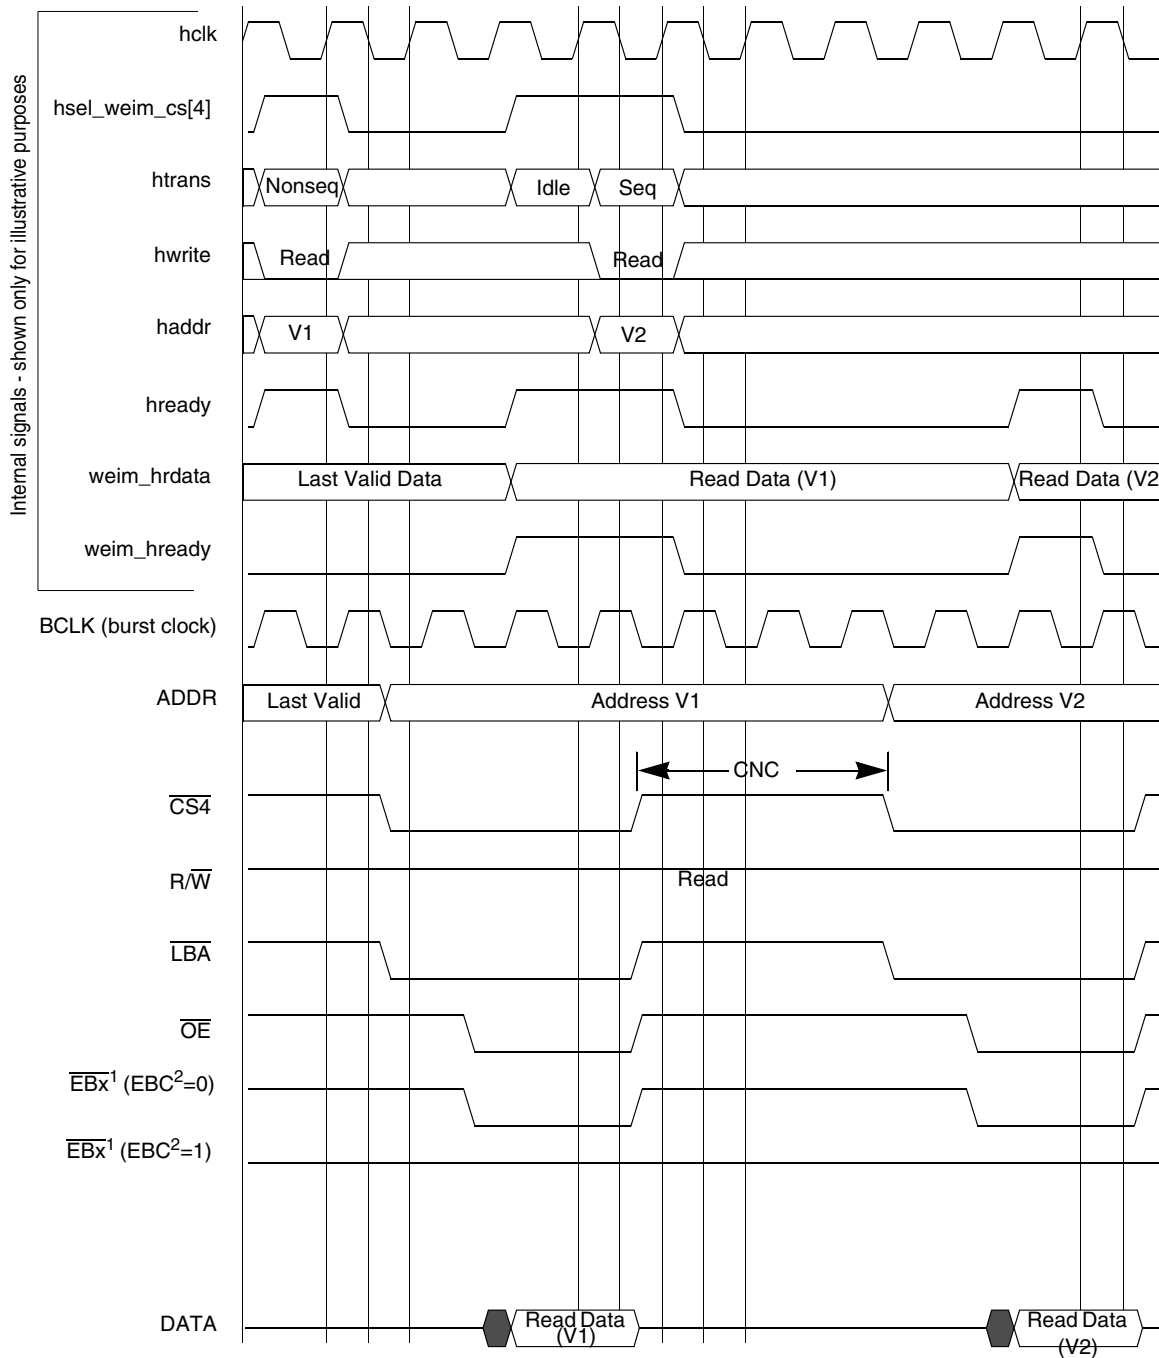 Internal signals - shown only for illustrative purposes
hclk
hsel_weim_cs[4]
htrans
Nonseq
Idle
Seq
hwrite
Read
Read
haddr
V1
V2
hready
weim_hrdata
Last Valid Data
Read Data (V1)
Read Data (V2
weim_hready
BCLK (burst clock)
ADDR
Last Valid
Address V1
Address V2
CNC
CS4
R/W
Read
LBA
OE
EBx¹ (EBC²=0)
EBx¹ (EBC²=1)
DATA
Read Data
(V1)
Read Data
(V2)